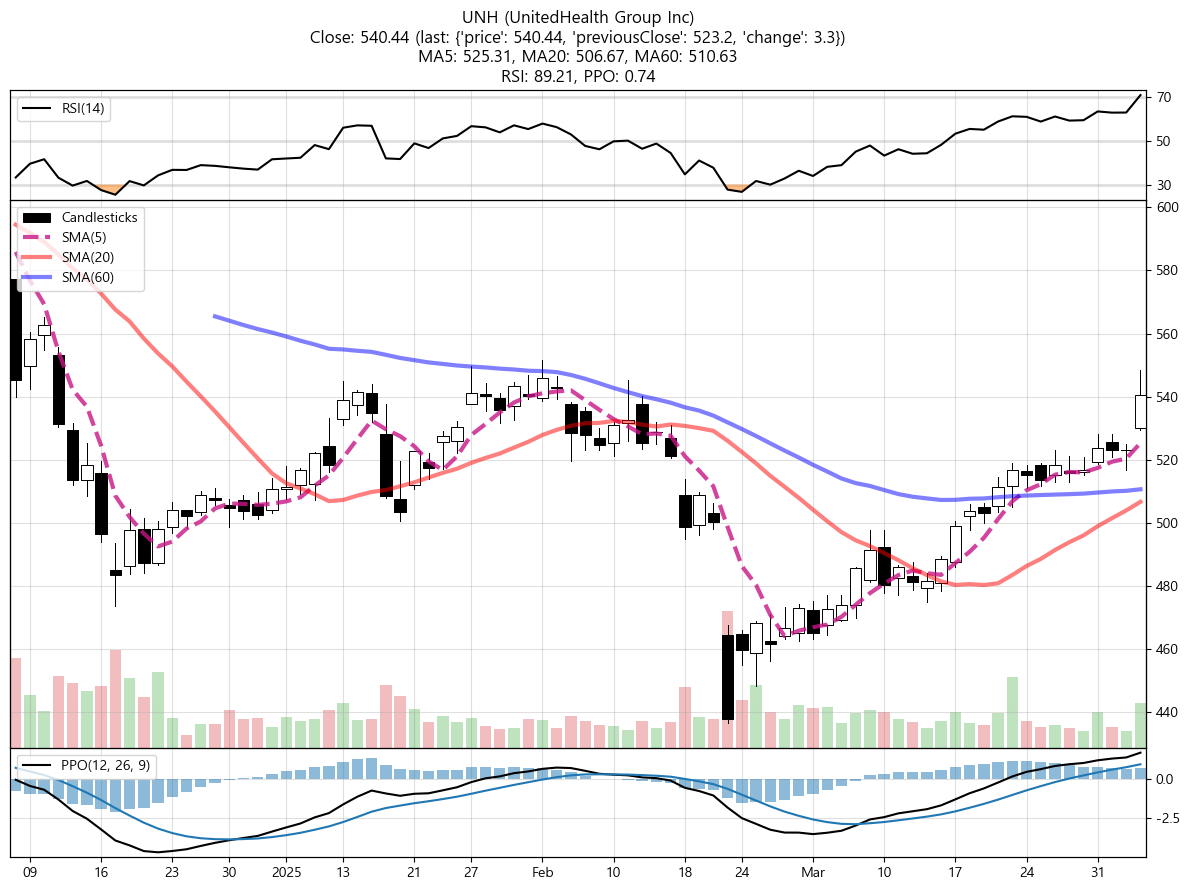 UNH (UnitedHealth Group Inc)
Close: 540.44 (last: {'price': 540.44, 'previousClose': 523.2, 'change': 3.3})
MA5: 525.31, MA20: 506.67, MA60: 510.63
RSI: 89.21, PPO: 0.74
RSI(14)
70
50
30
Candlesticks
SMA(5)
SMA(20)
SMA(60)
600
580
560
540
520
500
480
460
440
PPO(12, 26, 9)
0.0
−2.5
09 16 23 30 2025 13 21 27 Feb 10 18 24 Mar 10 17 24 31